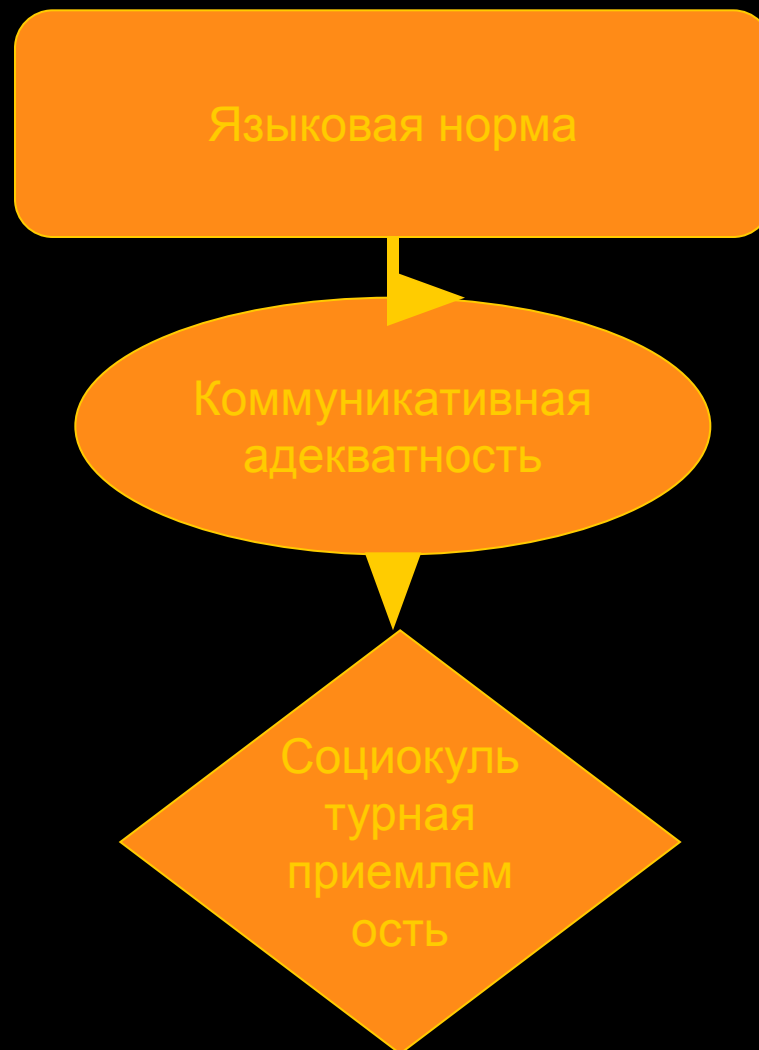 Языковая норма
Коммуникативная
адекватность
Социокуль
турная
приемлем
ость